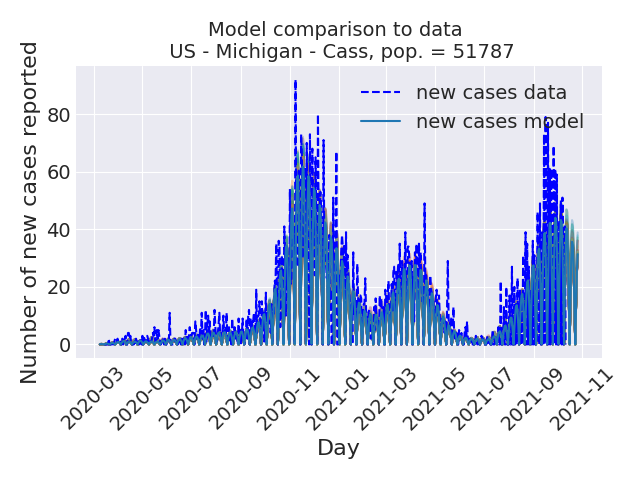 Model comparison to data
US - Michigan - Cass, pop. = 51787
Number of new cases reported
80
60
40
20
0
new cases data
new cases model
2020-03
2020-05
2020-07
2020-09
2020-11
2021-01
2021-03
2021-05
2021-07
2021-09
2021-11
Day